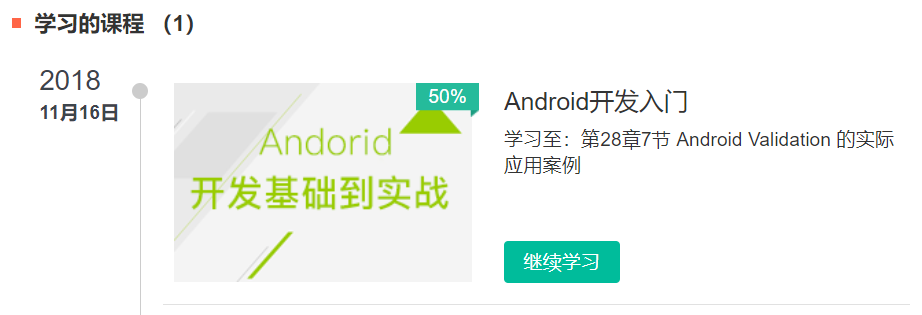 学习的课程 （1）
2018
11月16日
50%
Andorid
开发基础到实战
Android开发入门
学习至：第28章7节 Android Validation 的实际
应用案例
继续学习